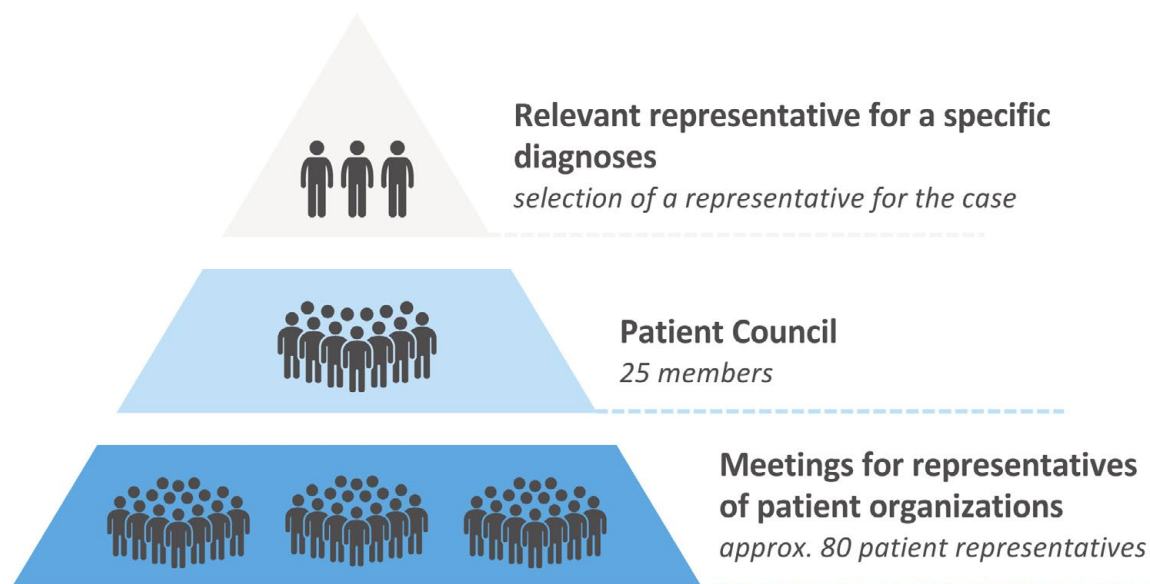 Relevant representative for a specific
diagnoses
selection of a representative for the case
Patient Council
25 members
Meetings for representatives
of patient organizations
approx. 80 patient representatives